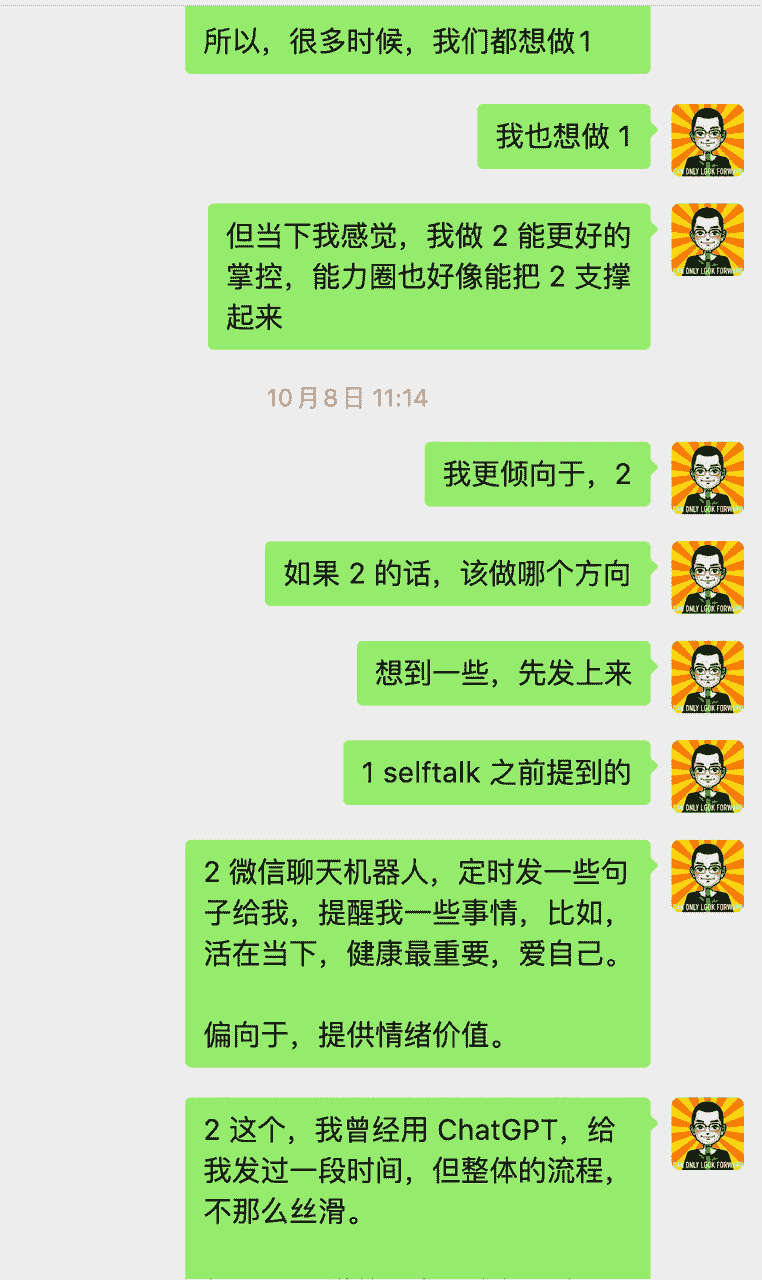 所以，很多时候，我们都想做1
我也想做 1
但当下我感觉，我做 2 能更好的
掌控，能力圈也好像能把 2 支撑
起来
10月8日 11:14
我更倾向于，2
如果 2 的话，该做哪个方向
想到一些，先发上来
1 selftalk 之前提到的
2 微信聊天机器人，定时发一些句
子给我，提醒我一些事情，比如，
活在当下，健康最重要，爱自己。
偏向于，提供情绪价值。
2 这个，我曾经用 ChatGPT，给
我发过一段时间，但整体的流程，
不那么丝滑。